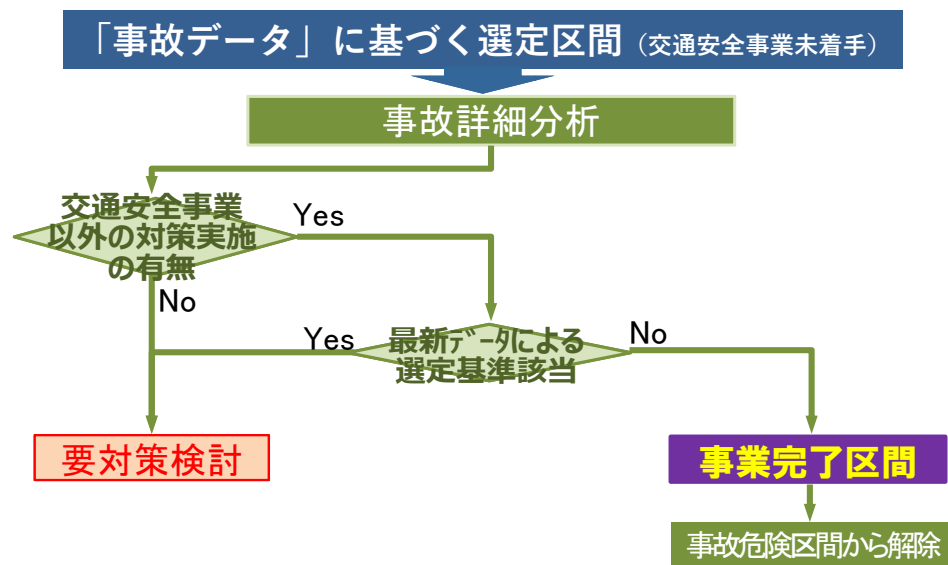 「事故データ」に基づく選定区間（交通安全事業未着手）
事故詳細分析
交通安全事業
以外の対策実施
の有無
Yes
No
Yes
最新ﾃﾞｰﾀによる
選定基準該当
No
要対策検討
事業完了区間
事故危険区間から解除